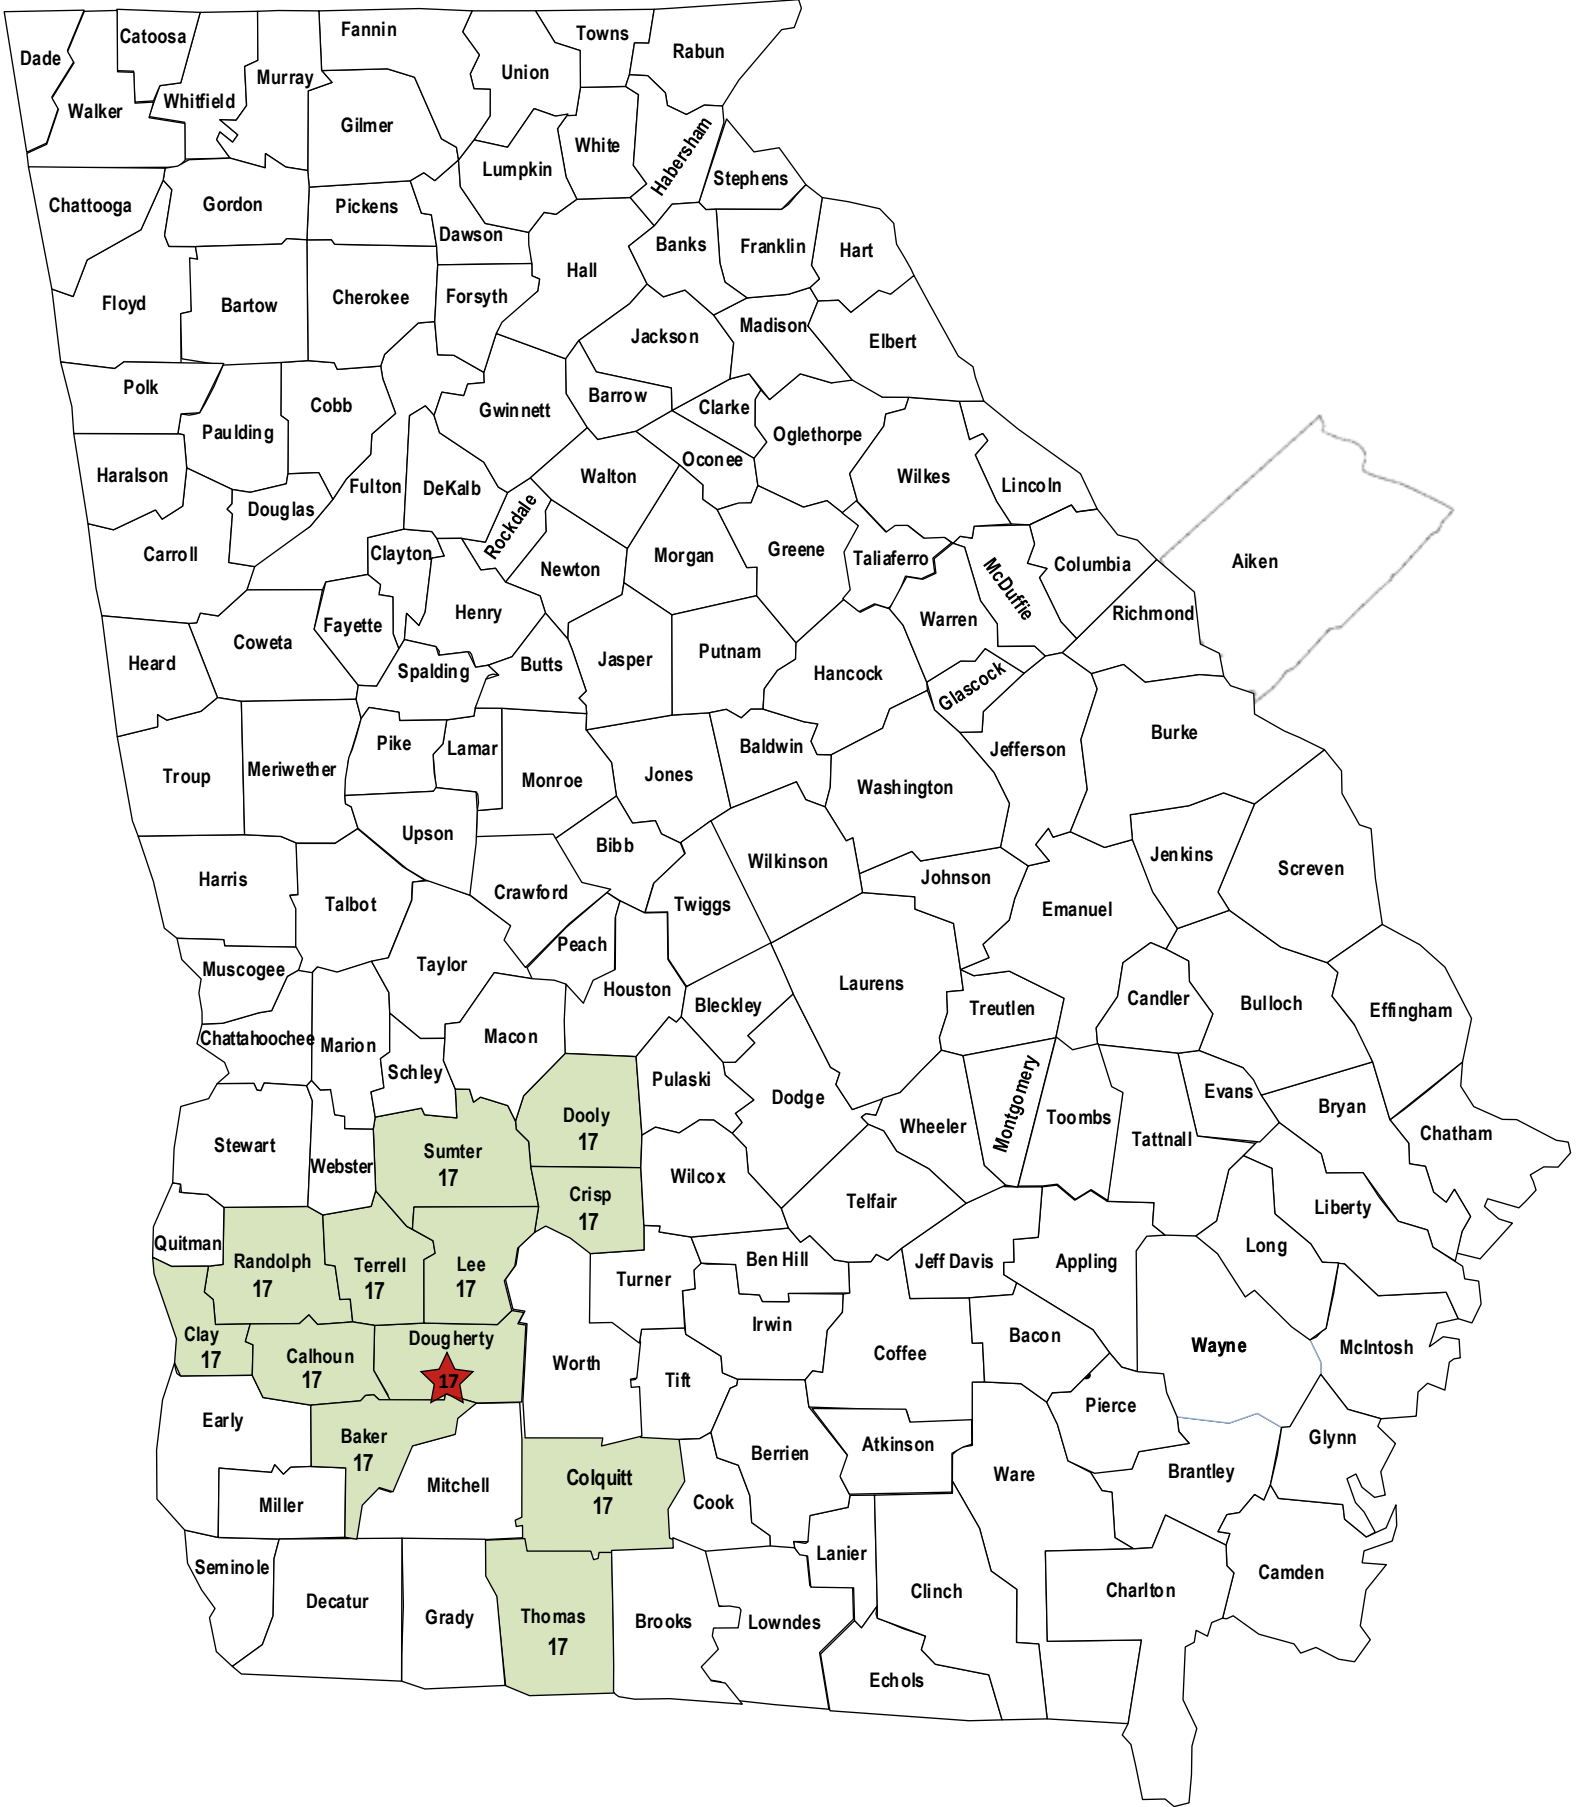 Fannin
Towns
Catoosa
Rabun
Dade
Union
Murray
Whitfield
Walker
Gilmer
White
Habersham
Lumpkin
Stephens
Chattooga
Gordon
Pickens
Dawson
Banks
Franklin
Hart
Hall
Floyd
Bartow
Cherokee
Forsyth
Jackson
Madison
Elbert
Polk
Cobb
Gwinnett
Barrow
Clarke
Paulding
Oglethorpe
Haralson
Fulton
DeKalb
Walton
Oconee
Wilkes
Lincoln
Douglas
Rockdale
Carroll
Clayton
Newton
Morgan
Greene
Taliaferro
McDuffie
Columbia
Aiken
Henry
Warren
Richmond
Fayette
Coweta
Heard
Spalding
Butts
Jasper
Putnam
Hancock
Glascock
Burke
Pike
Lamar
Baldwin
Jefferson
Troup
Meriwether
Monroe
Jones
Washington
Upson
Bibb
Wilkinson
Jenkins
Screven
Harris
Talbot
Crawford
Twiggs
Johnson
Emanuel
Peach
Muscogee
Taylor
Houston
Laurens
Bleckley
Treutlen
Candler
Bulloch
Effingham
Chattahoochee
Marion
Macon
Schley
Pulaski
Dodge
Montgomery
Evans
Bryan
Dooly
17
Wheeler
Toombs
Tattnall
Chatham
Stewart
Webster
Sumter
17
Wilcox
Crisp
17
Telfair
Liberty
Quitman
Randolph
17
Terrell
17
Lee
17
Turner
Ben Hill
Jeff Davis
Appling
Long
Clay
17
Calhoun
17
Dougherty
17
Worth
Irwin
Coffee
Bacon
Wayne
McIntosh
Tift
Early
Baker
17
Pierce
Glynn
Mitchell
Colquitt
17
Berrien
Atkinson
Ware
Brantley
Miller
Cook
Seminole
Lanier
Camden
Decatur
Grady
Thomas
17
Brooks
Lowndes
Clinch
Charlton
Echols